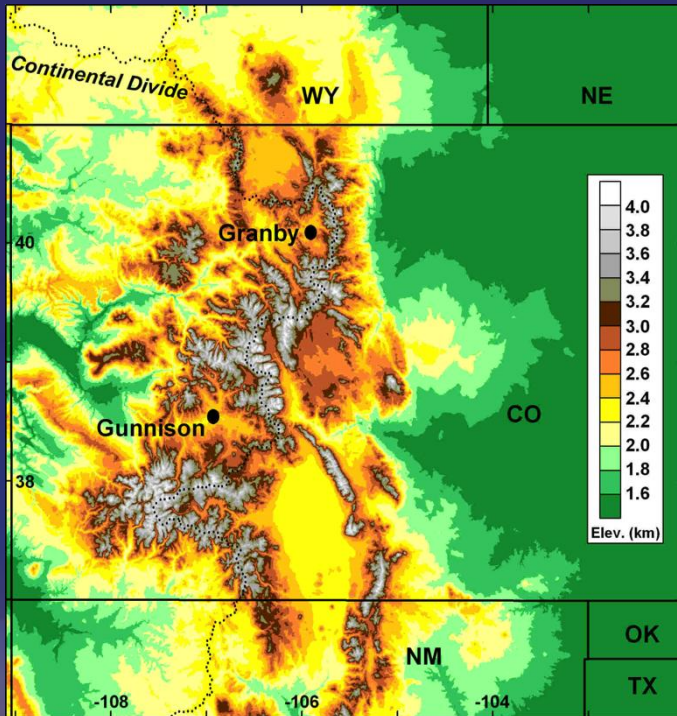 Continental Divide
WY
NE
4.0
3.8
3.6
3.4
3.2
3.0
2.8
2.6
2.4
2.2
2.0
1.8
1.6
Elev. (km)
40
Granby
CO
Gunnison
38
OK
NM
TX
-108
-106
-104